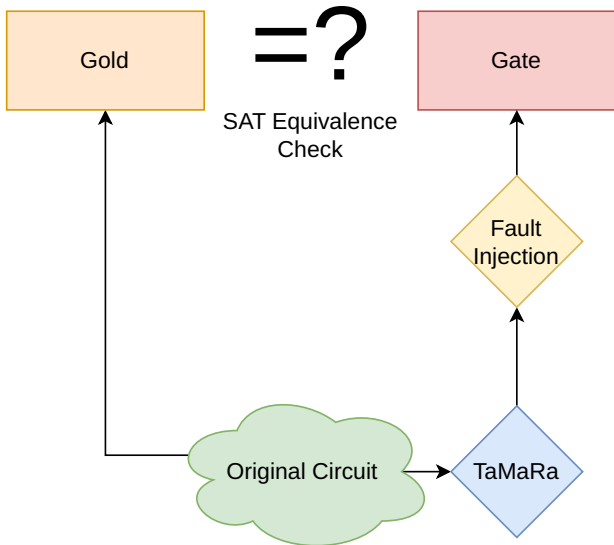 Gold
=?
Gate
SAT Equivalence
Check
Fault
Injection
Original Circuit
TaMaRa